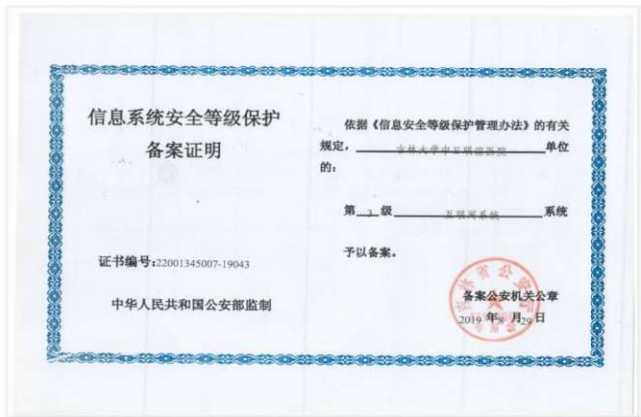 信息系统安全等级保护
备案证明
证书编号:22001345007-19043
中华人民共和国公安部监制
依据《信息安全等级保护管理办法》的有关
规定，吉林大学中日联谊医院单位
的：
第 3 级 互联网系统 系统
予以备案。
备案公安机关公章
2019 年8 月29日